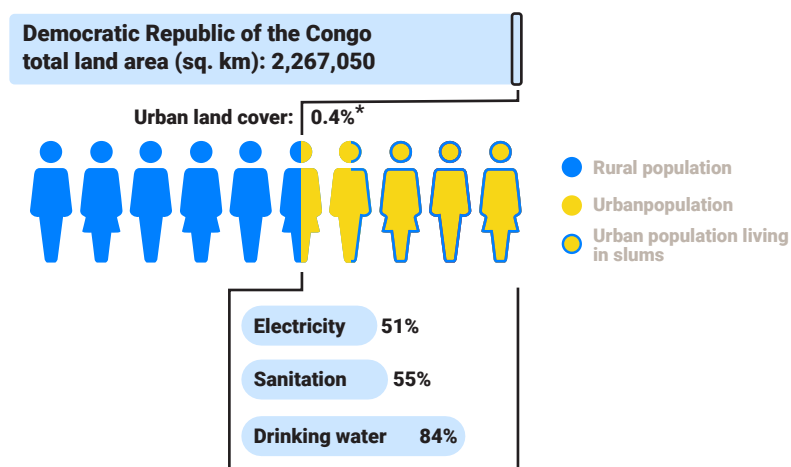 Democratic Republic of the Congo
total land area (sq. km): 2,267,050
Urban land cover: 0.4%*
Rural population
Urbanpopulation
Urban population living
in slums
Electricity 51%
Sanitation 55%
Drinking water 84%